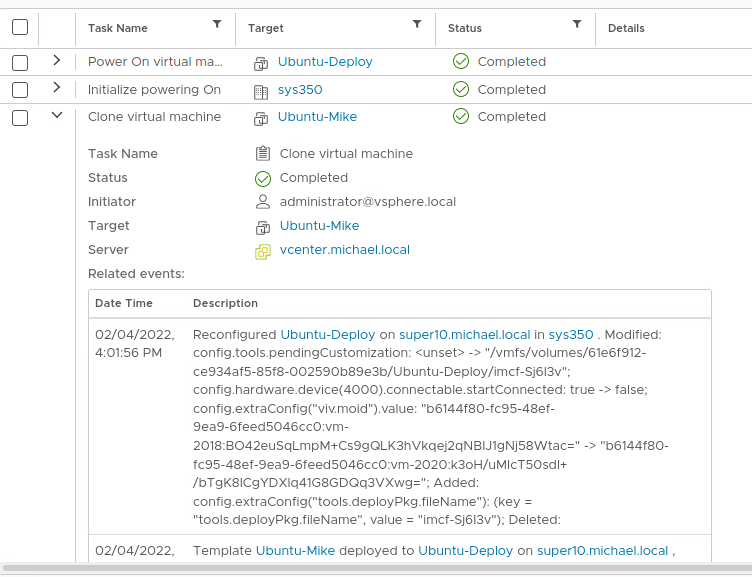 Task Name Target Status Details
Power On virtual ma... Ubuntu-Deploy Completed
Initialize powering On sys350 Completed
Clone virtual machine Ubuntu-Mike Completed
Task Name Clone virtual machine
Status Completed
Initiator administrator@vsphere.local
Target Ubuntu-Mike
Server vcenter.michael.local
Related events:
Date Time Description
02/04/2022, Reconfigured Ubuntu-Deploy on super10.michael.local in sys350 . Modified:
4:01:56 PM config.tools.pendingCustomization: <unset> -> "/vmfs/volumes/61e6f912-
ce934af5-85f8-002590b89e3b/Ubuntu-Deploy/imcf-Sj6l3v";
config.hardware.device(4000).connectable.startConnected: true -> false;
config.extraConfig("viv.moid").value: "b6144f80-fc95-48ef-
9ea9-6feed5046cc0:vm-
2018:BO42euSqLmpM+Cs9gQLK3hVkqej2qNBIJ1gNj58Wtac=" -> "b6144f80-
fc95-48ef-9ea9-6feed5046cc0:vm-2020:k3oH/uMlcT50sdI+
/bTgK8lCgYDXlq41G8GDQq3VXwg="; Added:
config.extraConfig("tools.deployPkg.fileName"): (key =
"tools.deployPkg.fileName", value = "imcf-Sj6l3v"); Deleted:
02/04/2022, Template Ubuntu-Mike deployed to Ubuntu-Deploy on super10.michael.local ,